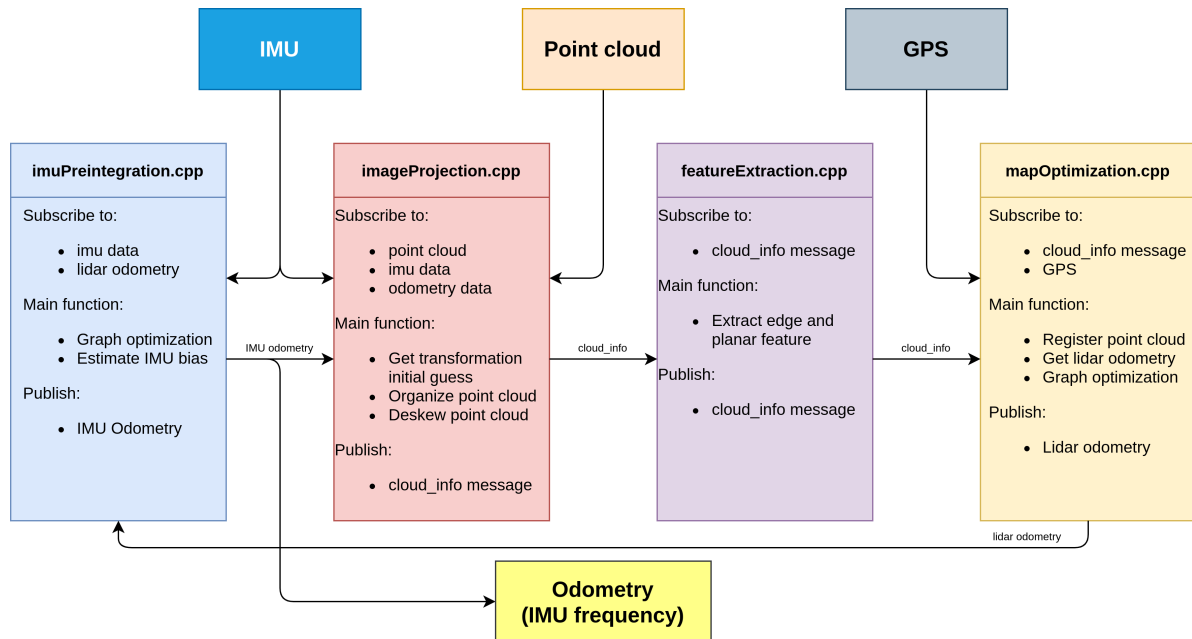 IMU
Point cloud
GPS
imuPreintegration.cpp
Subscribe to:
imu data
lidar odometry
Main function:
Graph optimization
Estimate IMU bias
Publish:
IMU Odometry
IMU odometry
imageProjection.cpp
Subscribe to:
point cloud
imu data
odometry data
Main function:
Get transformation
initial guess
Organize point cloud
Deskew point cloud
Publish:
cloud_info message
cloud_info
featureExtraction.cpp
Subscribe to:
cloud_info message
Main function:
Extract edge and
planar feature
Publish:
cloud_info message
cloud_info
mapOptimization.cpp
Subscribe to:
cloud_info message
GPS
Main function:
Register point cloud
Get lidar odometry
Graph optimization
Publish:
Lidar odometry
lidar odometry
Odometry
(IMU frequency)